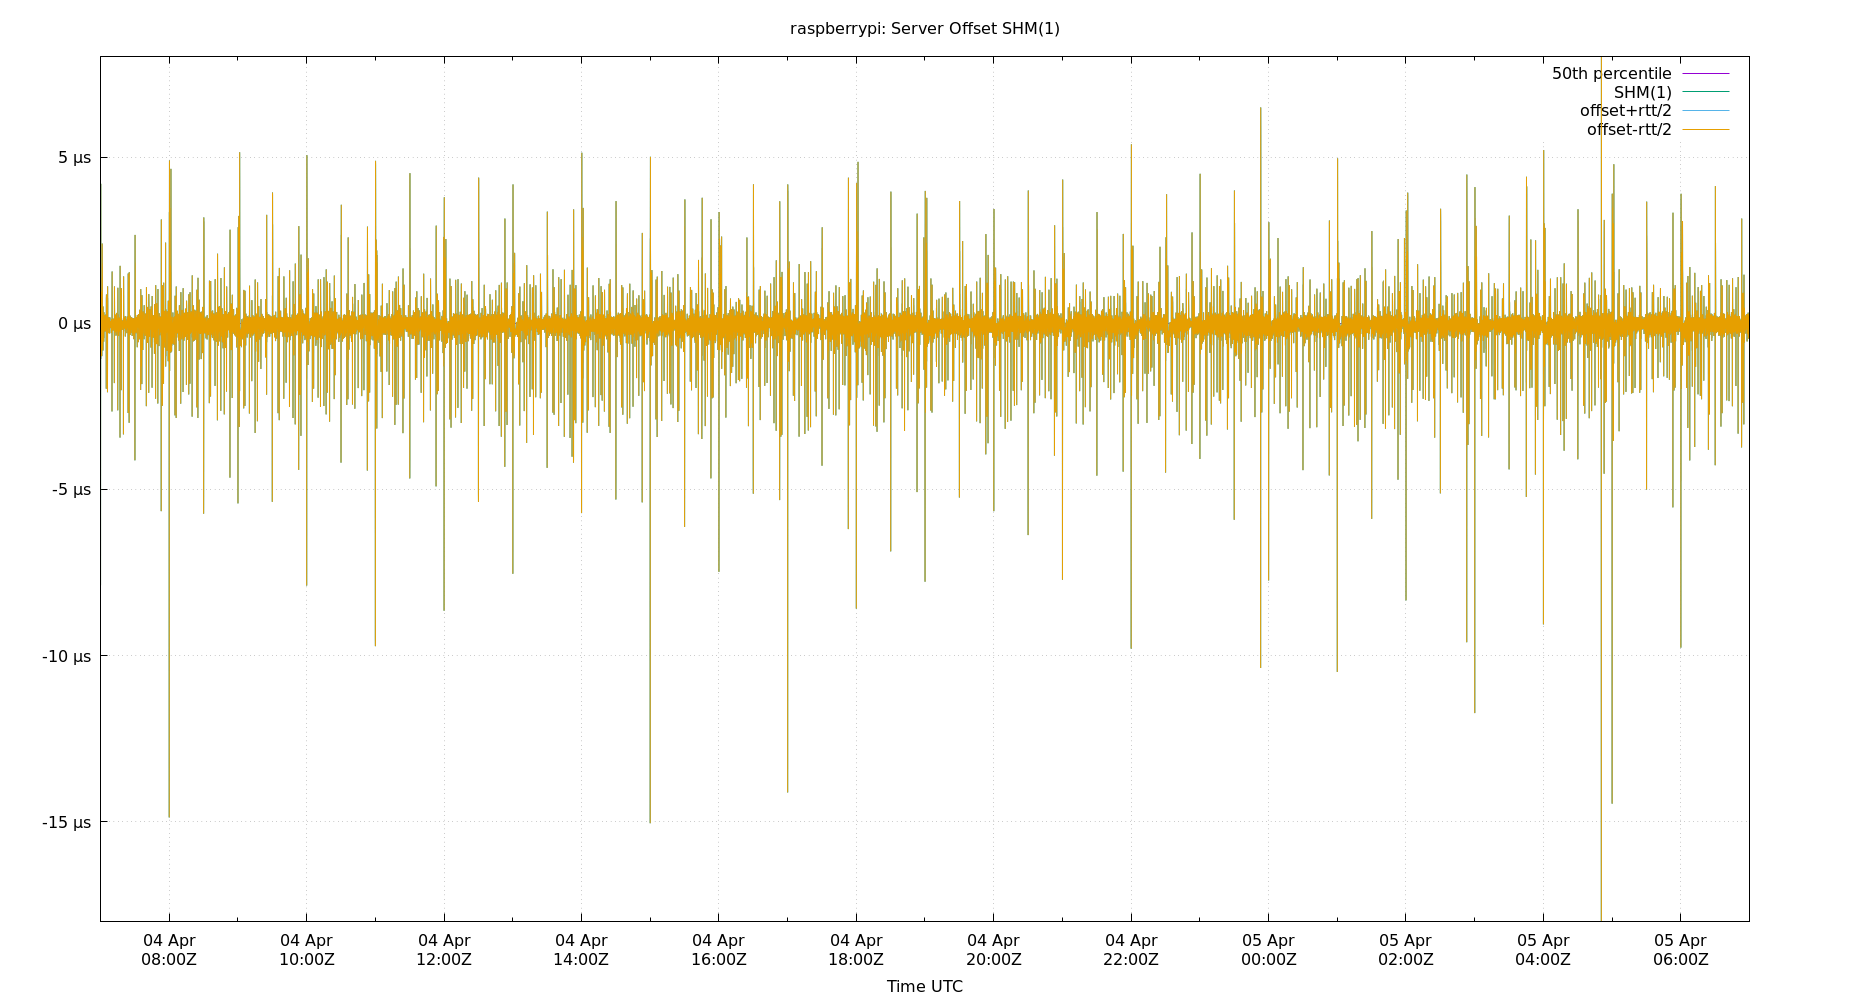 raspberrypi: Server Offset SHM(1)
50th percentile
SHM(1)
offset+rtt/2
offset-rtt/2
5 µs
0 µs
-5 µs
-10 µs
-15 µs
04 Apr 04 Apr 04 Apr 04 Apr 04 Apr 04 Apr 04 Apr 04 Apr 05 Apr 05 Apr 05 Apr 05 Apr
08:00Z 10:00Z 12:00Z 14:00Z 16:00Z 18:00Z 20:00Z 22:00Z 00:00Z 02:00Z 04:00Z 06:00Z
Time UTC